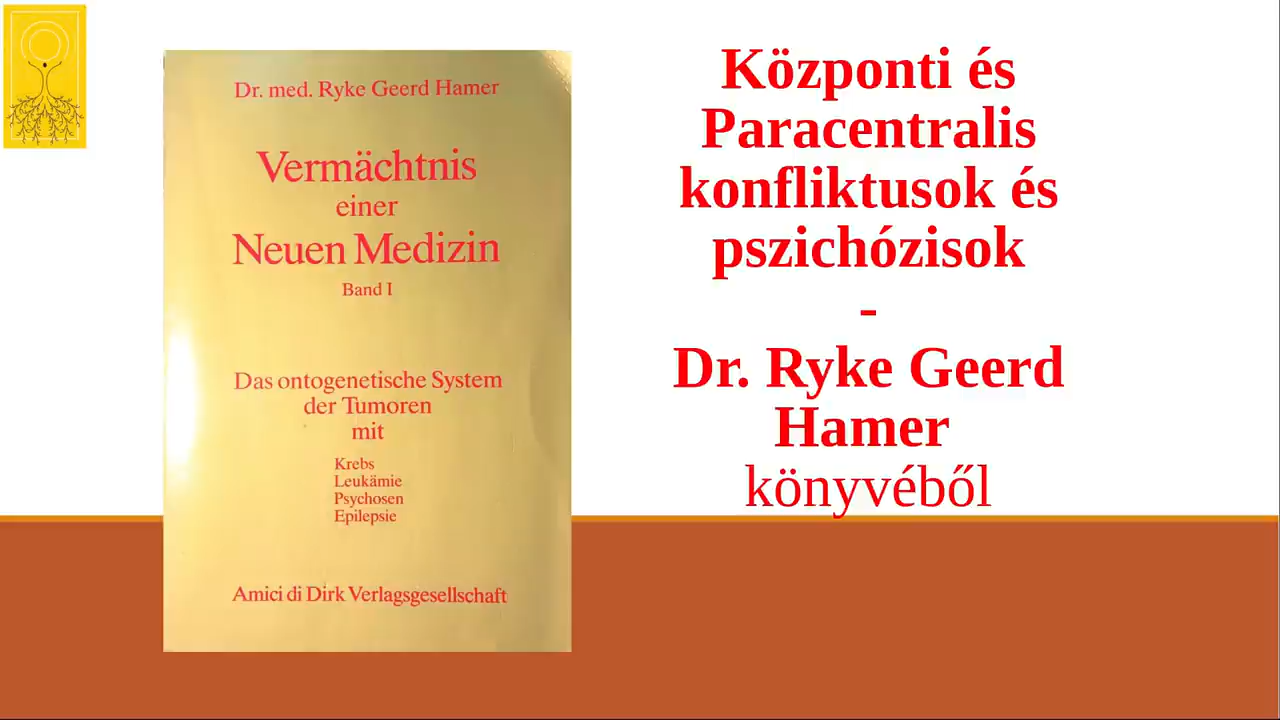 Dr. med. Ryke Geerd Hamer
Vermächtnis
einer
Neuen Medizin
Band I
Das ontogenetische System
der Tumoren
mit
Krebs
Leukämie
Psychosen
Epilepsie
Amici di Dirk Verlagsgesellschaft
Központi és
Paracentralis
konfliktusok és
pszichózisok
-
Dr. Ryke Geerd
Hamer
könyvéből